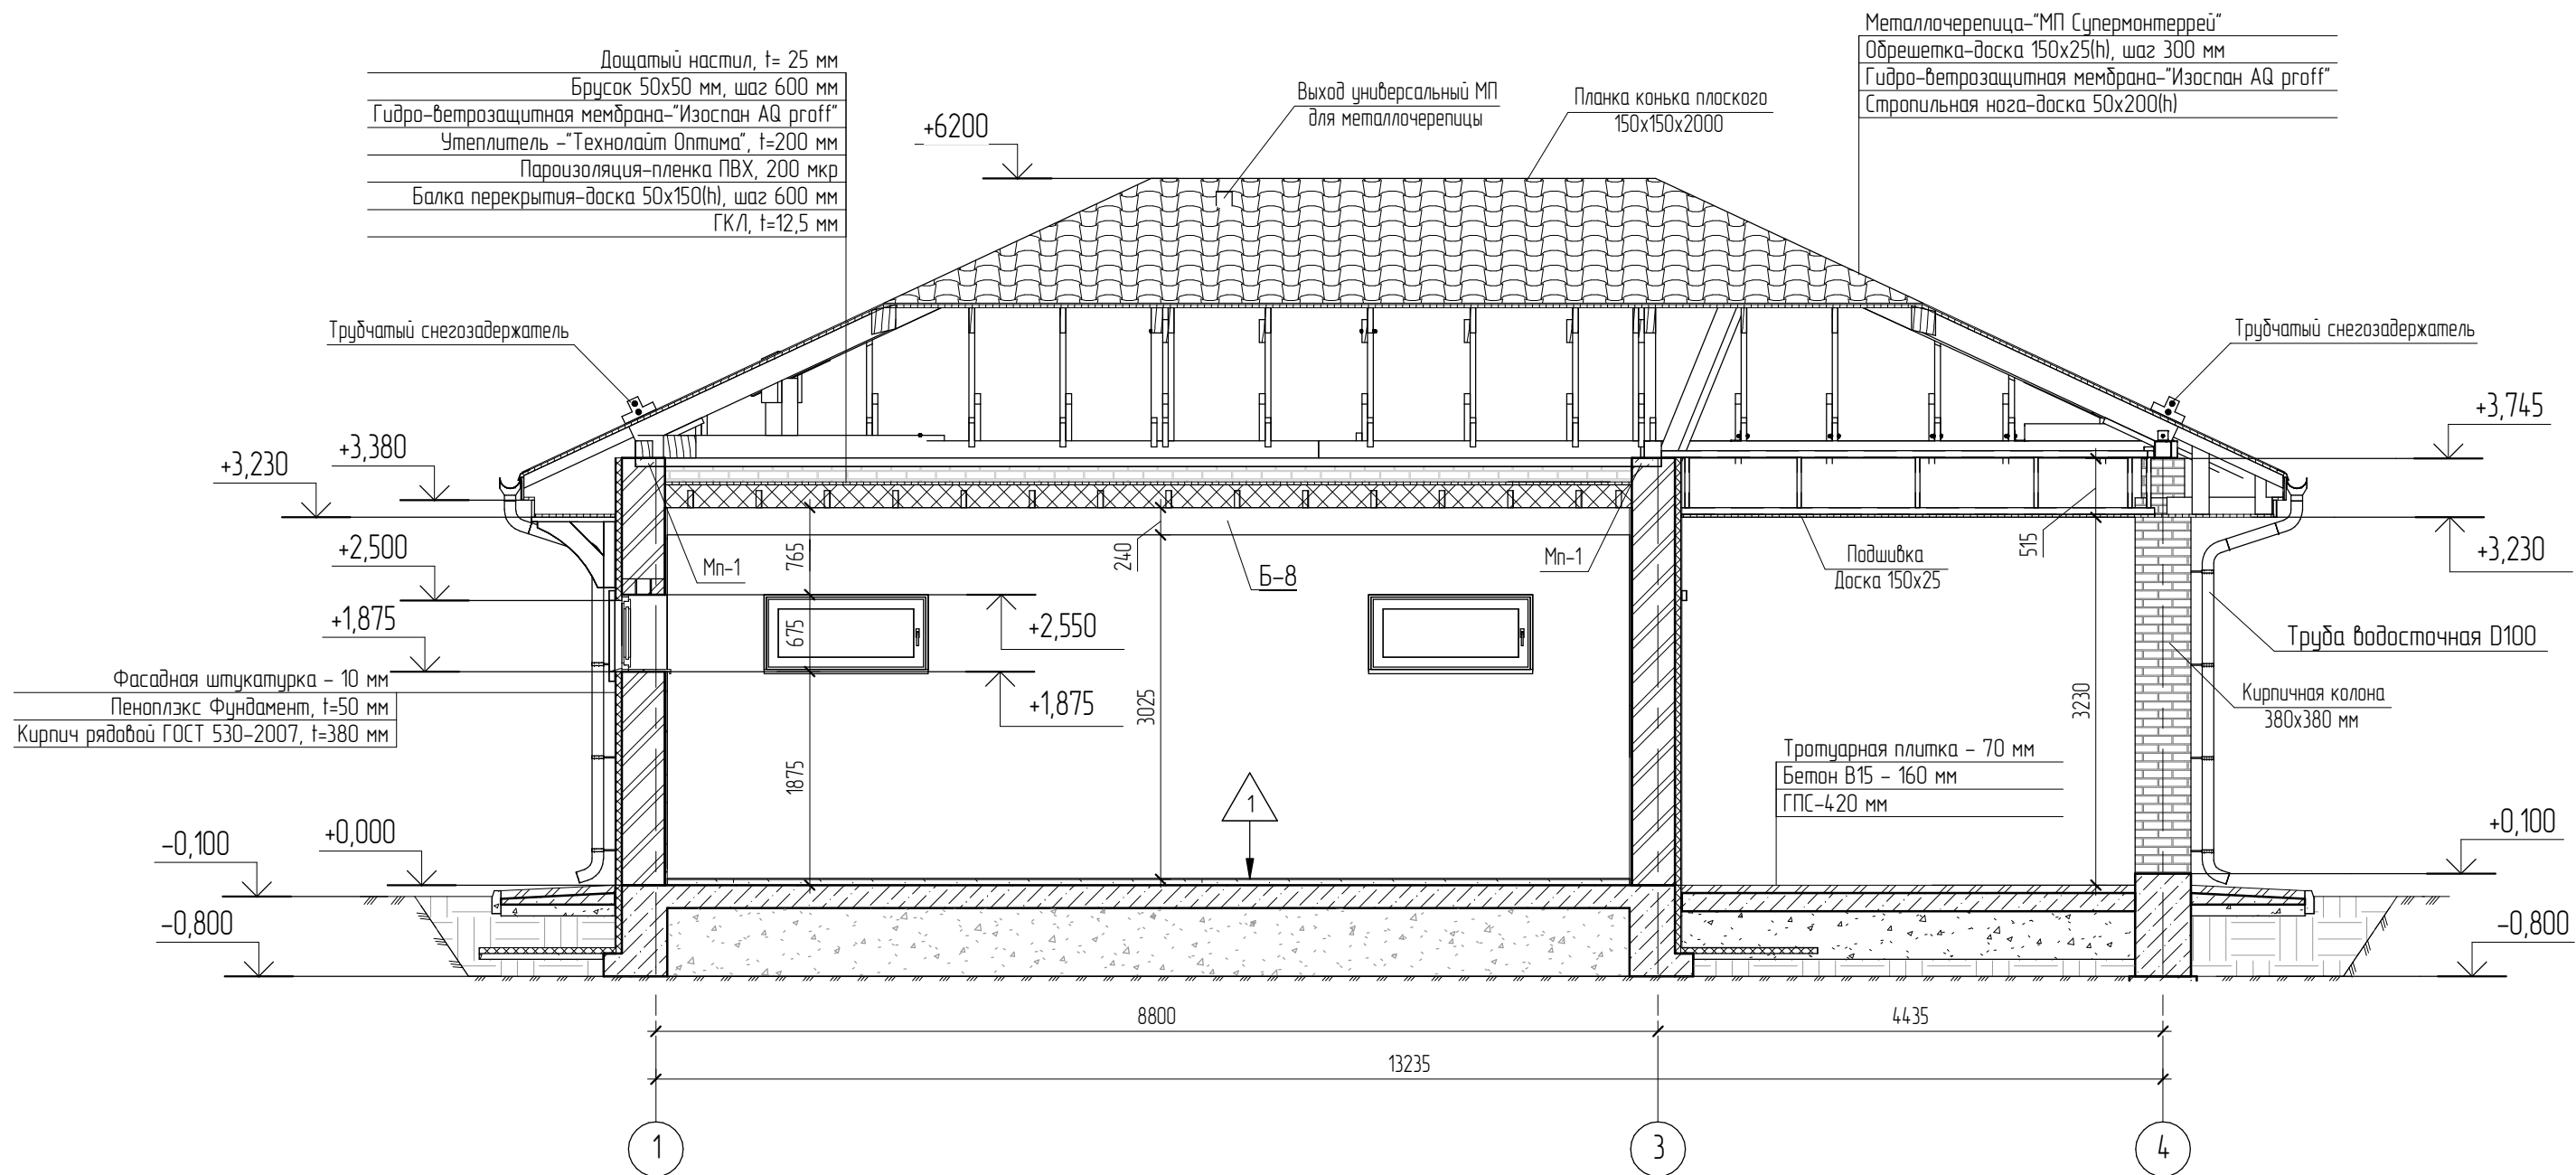 Металлочерепица-"МП Супермонтеррей"
Обрешетка-доска 150х25(h), шаг 300 мм
Гидро-ветрозащитная мембрана-"Изоспан AQ proff"
Стропильная нога-доска 50х200(h)
Дощатый настил, t= 25 мм
Брусок 50х50 мм, шаг 600 мм
Гидро-ветрозащитная мембрана-"Изоспан AQ proff"
Утеплитель -"Технолайт Оптима", t=200 мм
Пароизоляция-пленка ПВХ, 200 мкр
Балка перекрытия-доска 50х150(h), шаг 600 мм
ГКЛ, t=12,5 мм
+6200
Выход универсальный МП
для металлочерепицы
Планка конька плоского
150х150х2000
Трубчатый снегозадержатель
Трубчатый снегозадержатель
+3,745
+3,380
+3,230
+2,500
+1,875
765
240
515
Мп-1
Мп-1
Б-8
Подшивка
Доска 150х25
+3,230
675
+2,550
+1,875
Труба водосточная D100
Фасадная штукатурка - 10 мм
Пеноплэкс Фундамент, t=50 мм
Кирпич рядовой ГОСТ 530-2007, t=380 мм
Кирпичная колона
380х380 мм
3025
3230
1875
Тротуарная плитка - 70 мм
Бетон В15 - 160 мм
ГПС-420 мм
1
+0,000
-0,100
-0,800
+0,100
-0,800
8800
4435
13235
1
3
4